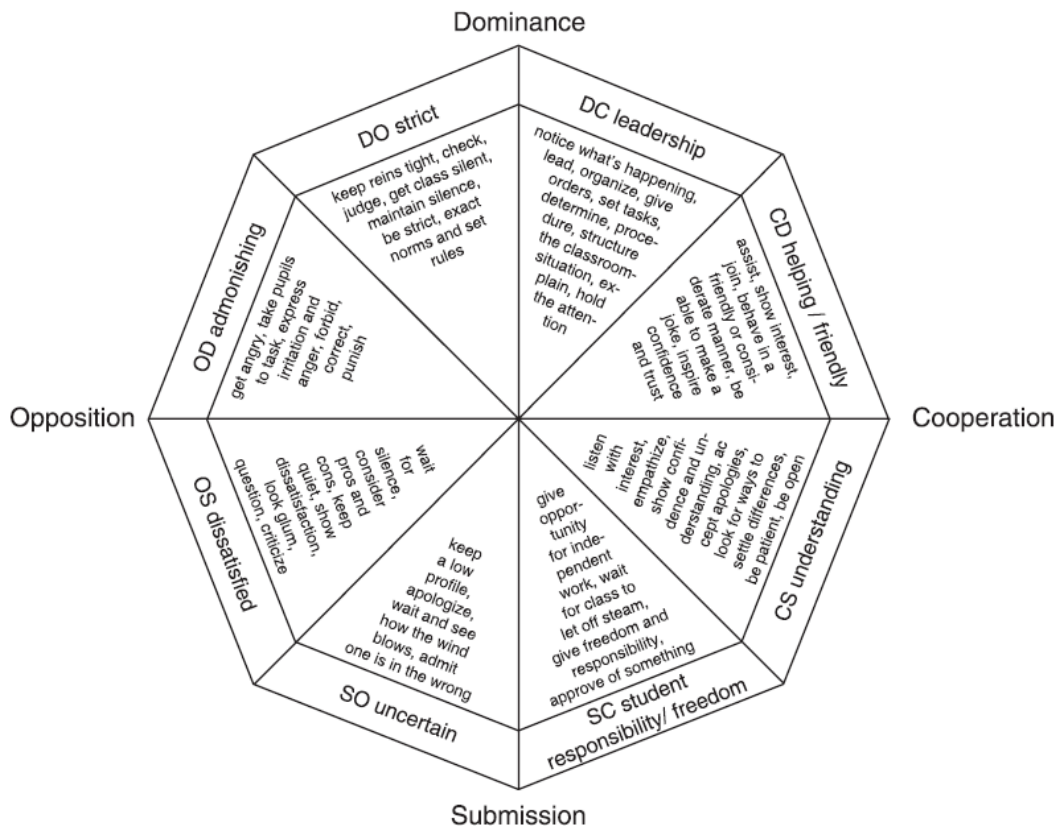 Dominance
DO strict
keep reins tight, check,
judge, get class silent,
maintain silence,
be strict, exact
norms and set
rules
DC leadership
notice what's happening,
lead, organize, give
orders, set tasks,
determine, proce-
dure, structure
the classroom-
situation, ex-
plain, hold
the atten-
tion
OD admonishing
get angry, take pupils
to task, express
irritation and
anger, forbid,
correct,
punish
CD helping / friendly
assist, show interest,
join, behave in a
friendly or consi-
derate manner, be
able to make a
joke, inspire
confidence
and trust
Opposition
Cooperation
OS dissatisfied
wait
for
silence,
consider
pros and
cons, keep
quiet, show
dissatisfaction,
look glum,
question, criticize
CS understanding
listen
with
interest,
empathize,
show confi-
dence and un-
derstanding, ac
cept apologies,
look for ways to
settle differences,
be patient, be open
SO uncertain
keep
a low
profile,
apologize,
wait and see
how the wind
blows, admit
one is in the wrong
SC student
responsibility/ freedom
give
oppor-
tunity
for inde-
pendent
work, wait
for class to
let off steam,
give freedom and
responsibility,
approve of something
Submission